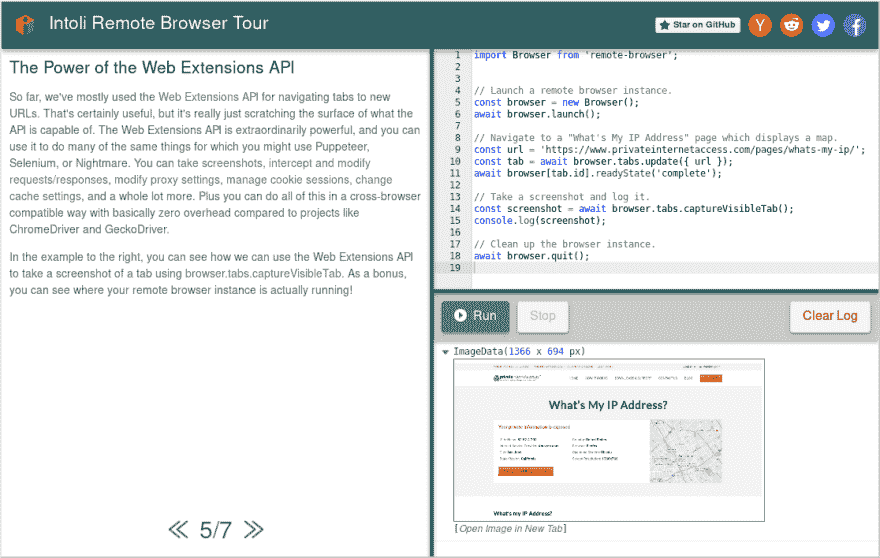 Intoli Remote Browser Tour
Star on GitHub
The Power of the Web Extensions API
So far, we've mostly used the Web Extensions API for navigating tabs to new
URLs. That's certainly useful, but it's really just scratching the surface of what the
API is capable of. The Web Extensions API is extraordinarily powerful, and you can
use it to do many of the same things for which you might use Puppeteer,
Selenium, or Nightmare. You can take screenshots, intercept and modify
requests/responses, modify proxy settings, manage cookie sessions, change
cache settings, and a whole lot more. Plus you can do all of this in a cross-browser
compatible way with basically zero overhead compared to projects like
ChromeDriver and GeckoDriver.
In the example to the right, you can see how we can use the Web Extensions API
to take a screenshot of a tab using browser.tabs.captureVisibleTab. As a bonus,
you can see where your remote browser instance is actually running!
5/7
1 import Browser from 'remote-browser';
2
3
4 // Launch a remote browser instance.
5 const browser = new Browser();
6 await browser.launch();
7
8 // Navigate to a "What's My IP Address" page which displays a map.
9 const url = 'https://www.privateinternetaccess.com/pages/whats-my-ip/';
10 const tab = await browser.tabs.update({ url });
11 await browser[tab.id].readyState('complete');
12
13 // Take a screenshot and log it.
14 const screenshot = await browser.tabs.captureVisibleTab();
15 console.log(screenshot);
16
17 // Clean up the browser instance.
18 await browser.quit();
19
Run
Stop
Clear Log
ImageData(1366 x 694 px)
What's My IP Address?
What's my IP Address?
[Open Image in New Tab]